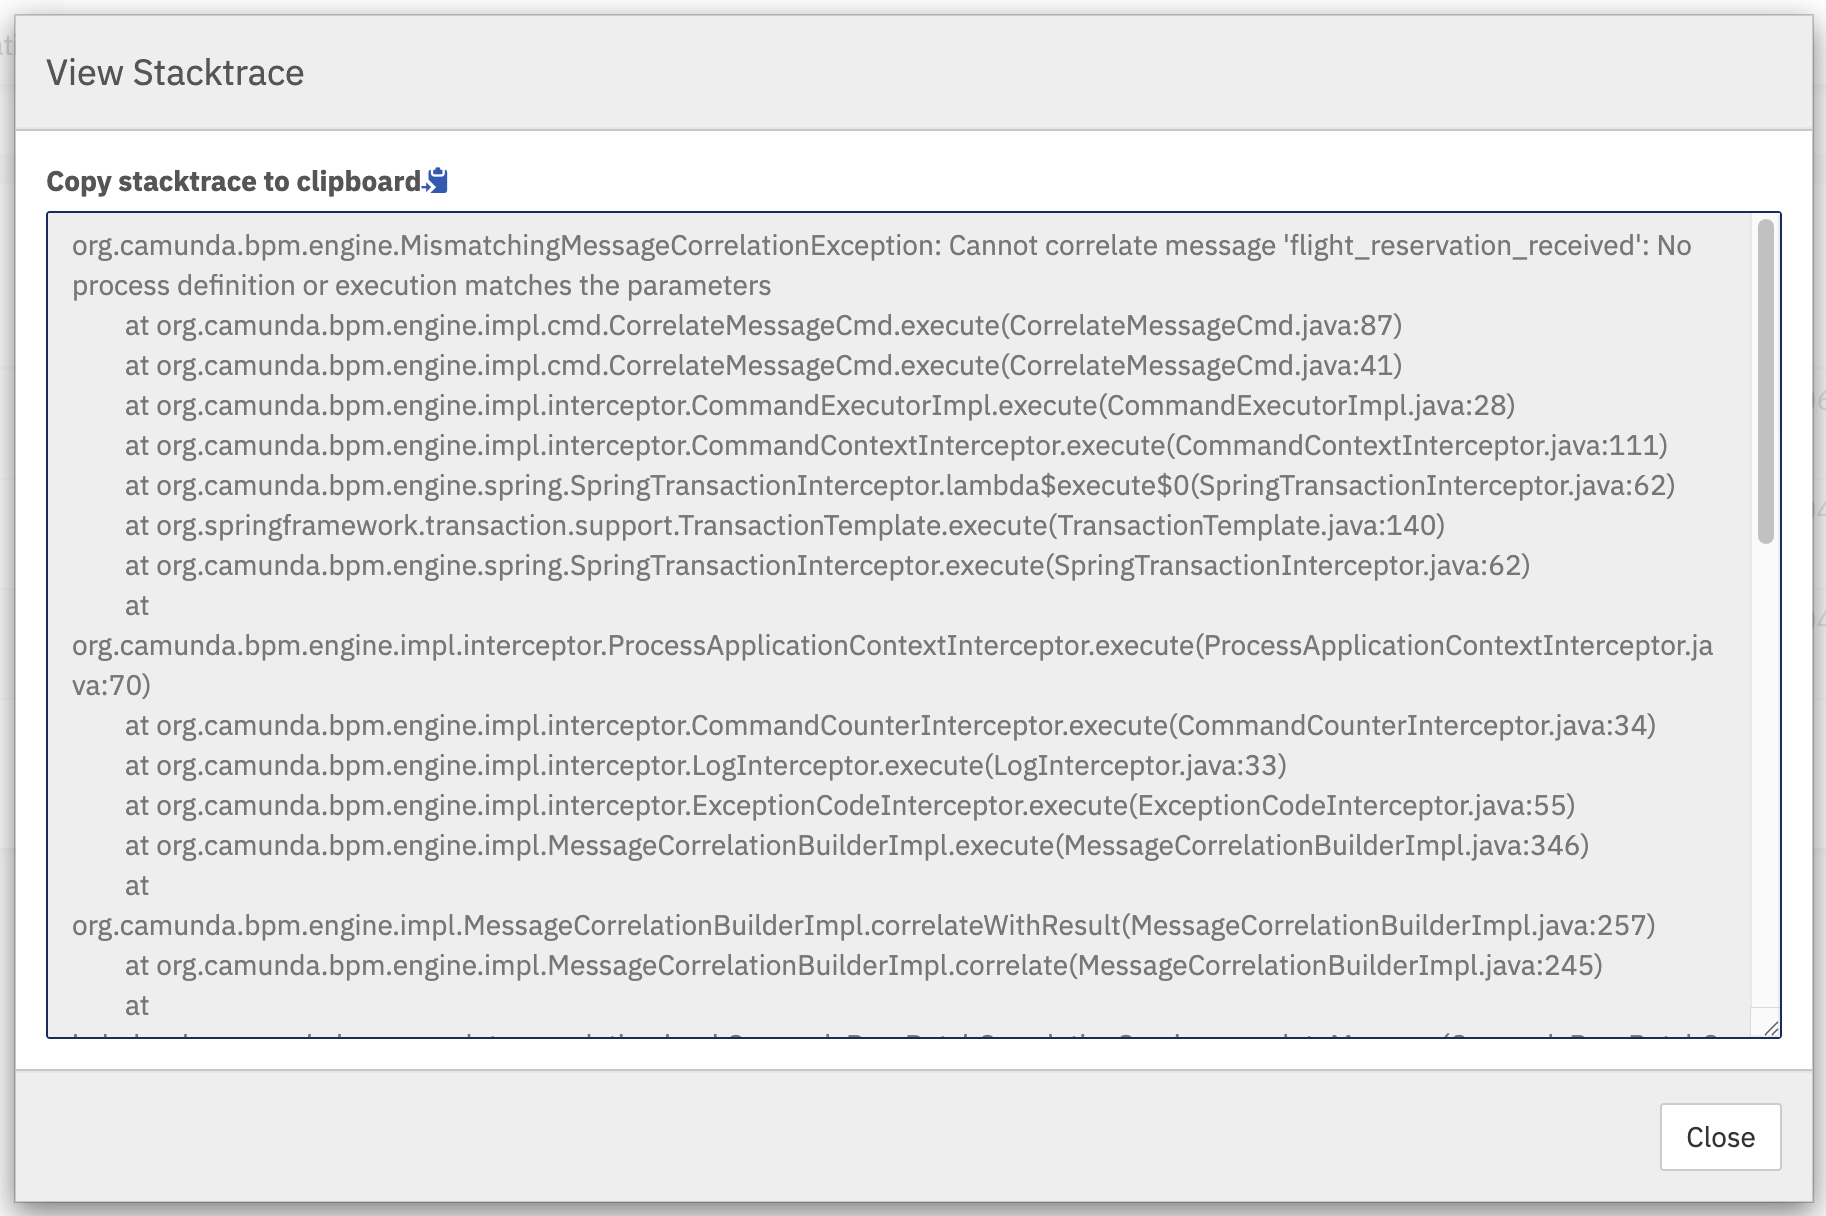 View Stacktrace
Copy stacktrace to clipboard
org.camunda.bpm.engine.MismatchingMessageCorrelationException: Cannot correlate message 'flight_reservation_received': No
process definition or execution matches the parameters
at org.camunda.bpm.engine.impl.cmd.CorrelateMessageCmd.execute(CorrelateMessageCmd.java:87)
at org.camunda.bpm.engine.impl.cmd.CorrelateMessageCmd.execute(CorrelateMessageCmd.java:41)
at org.camunda.bpm.engine.impl.interceptor.CommandExecutorImpl.execute(CommandExecutorImpl.java:28)
at org.camunda.bpm.engine.impl.interceptor.CommandContextInterceptor.execute(CommandContextInterceptor.java:111)
at org.camunda.bpm.engine.spring.SpringTransactionInterceptor.lambda$execute$0(SpringTransactionInterceptor.java:62)
at org.springframework.transaction.support.TransactionTemplate.execute(TransactionTemplate.java:140)
at org.camunda.bpm.engine.spring.SpringTransactionInterceptor.execute(SpringTransactionInterceptor.java:62)
at
org.camunda.bpm.engine.impl.interceptor.ProcessApplicationContextInterceptor.execute(ProcessApplicationContextInterceptor.ja
va:70)
at org.camunda.bpm.engine.impl.interceptor.CommandCounterInterceptor.execute(CommandCounterInterceptor.java:34)
at org.camunda.bpm.engine.impl.interceptor.LogInterceptor.execute(LogInterceptor.java:33)
at org.camunda.bpm.engine.impl.interceptor.ExceptionCodeInterceptor.execute(ExceptionCodeInterceptor.java:55)
at org.camunda.bpm.engine.impl.MessageCorrelationBuilderImpl.execute(MessageCorrelationBuilderImpl.java:346)
at
org.camunda.bpm.engine.impl.MessageCorrelationBuilderImpl.correlateWithResult(MessageCorrelationBuilderImpl.java:257)
at org.camunda.bpm.engine.impl.MessageCorrelationBuilderImpl.correlate(MessageCorrelationBuilderImpl.java:245)
at
Close